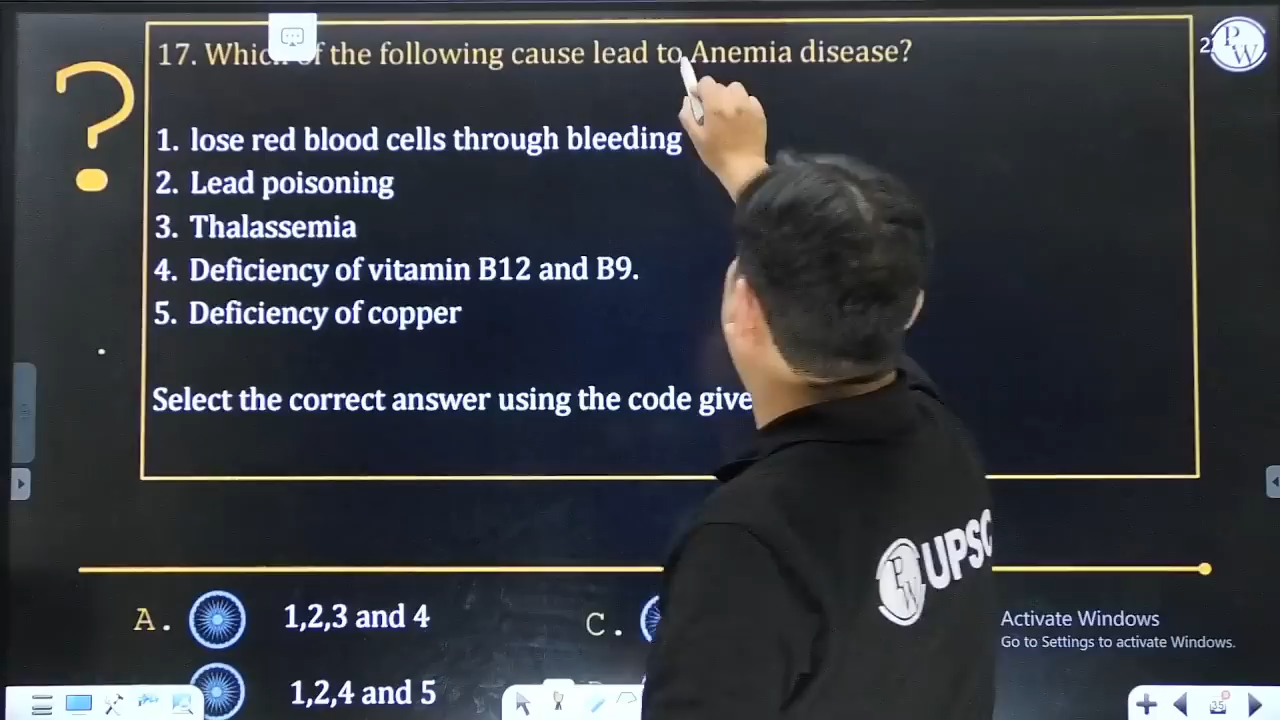 17. Which of the following cause lead to Anemia disease?
PW
1. lose red blood cells through bleeding
2. Lead poisoning
3. Thalassemia
4. Deficiency of vitamin B12 and B9.
5. Deficiency of copper
Select the correct answer using the code give
PW UPSC
A. 1,2,3 and 4
C.
Activate Windows
Go to Settings to activate Windows.
1,2,4 and 5
35